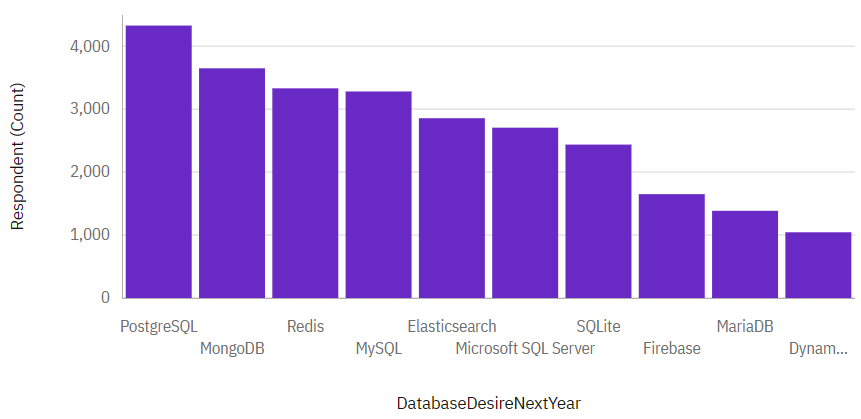 Respondent (Count)
4,000
3,000
2,000
1,000
0
PostgreSQL
MongoDB
Redis
MySQL
Elasticsearch
Microsoft SQL Server
SQLite
Firebase
MariaDB
Dynam...
DatabaseDesireNextYear